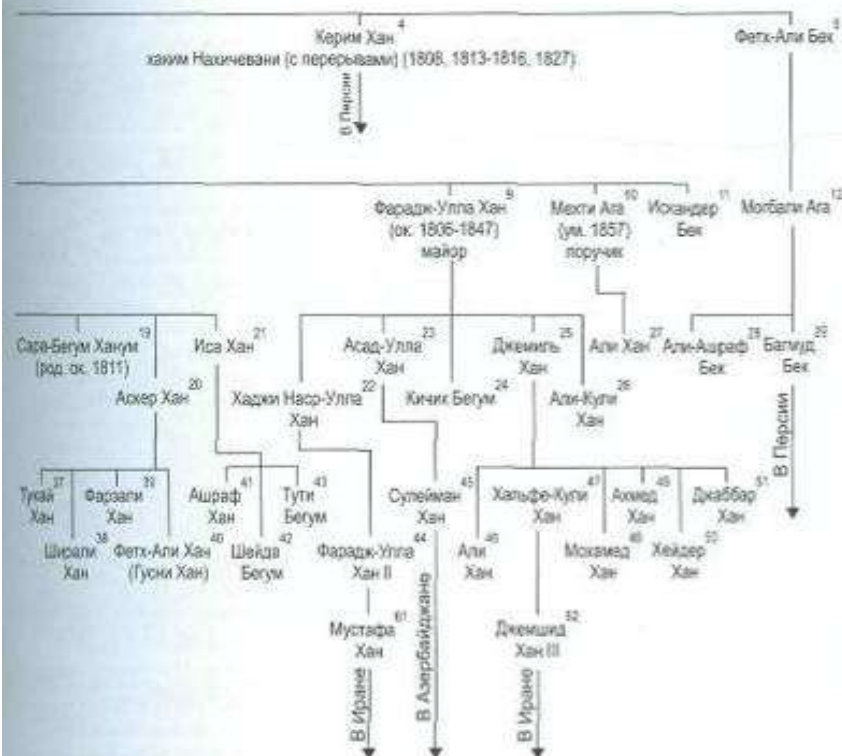 4
Керим Хан
хаким Нахичевани (с перерывами) (1808, 1813-1816, 1827)
В Персии
Фетх-Али Бек
9
Фарадж-Улла Хан
(ок. 1806-1847)
майор
10
Мехти Ага
(ум. 1857)
поручик
11
Искандер
Бек
12
Могбали Ага
19
Сара-Бегум Ханум
(род. ок. 1811)
20
Аскер Хан
21
Иса Хан
22
Хаджи Наср-Улла
Хан
23
Асад-Улла
Хан
24
Кичик Бегум
25
Джемиль
Хан
26
Али-Кули
Хан
27
Али Хан
28
Али-Ашраф
Бек
29
Багмуд
Бек
В Персии
37
Тукай
Хан
38
Ширали
Хан
39
Фарзали
Хан
40
Фетх-Али Хан
(Гусни Хан)
41
Ашраф
Хан
42
Шейда
Бегум
43
Тути
Бегум
44
Фарадж-Улла
Хан II
45
Сулейман
Хан
46
Али
Хан
47
Хальфе-Кули
Хан
48
Мохамед
Хан
49
Ахмед
Хан
50
Хейдер
Хан
51
Джаббар
Хан
61
Мустафа
Хан
52
Джемшид
Хан III
В Иране
В Азербайджане
В Иране